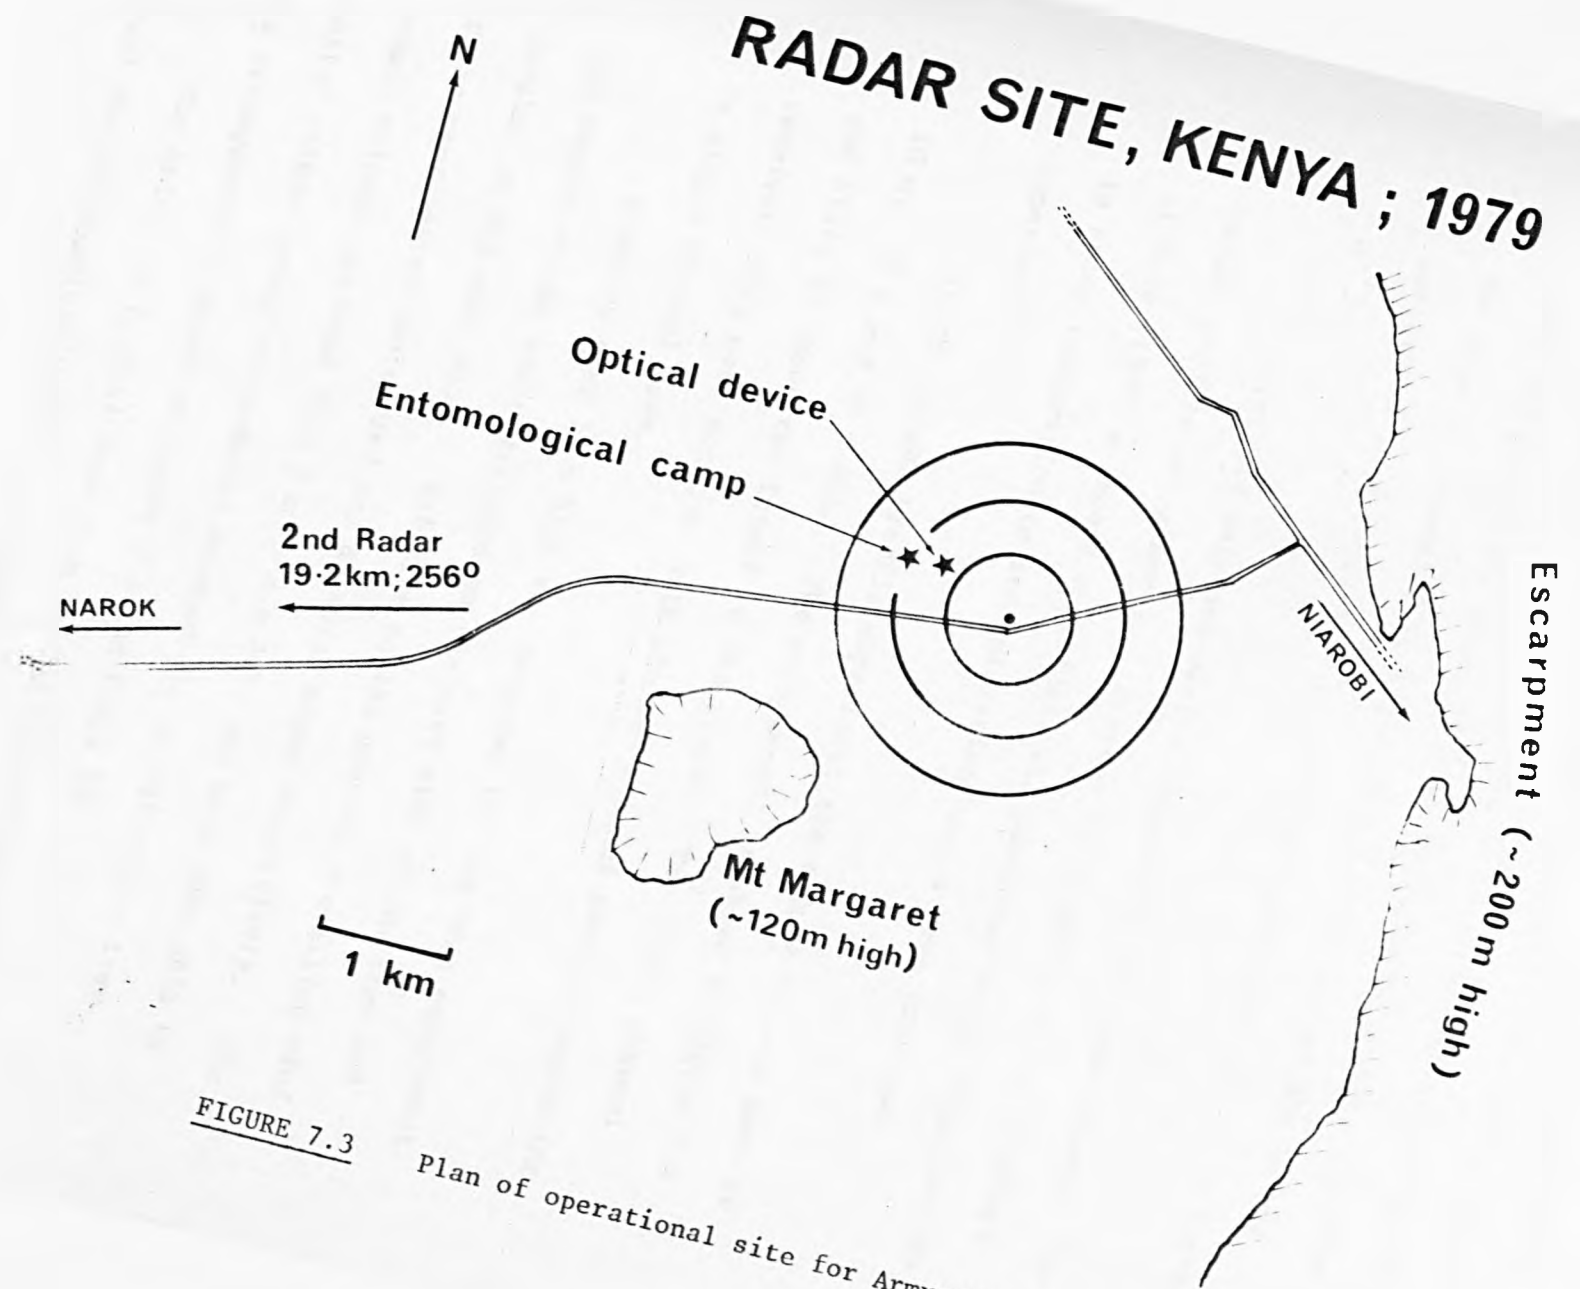 RADAR SITE, KENYA ; 1979
N
Optical device
Entomological camp
2nd Radar
19·2km; 256º
NAROK
NIAROBI
Escarpment (~200m high)
Mt Margaret
(~120m high)
1 km
FIGURE 7.3 Plan of operational site for